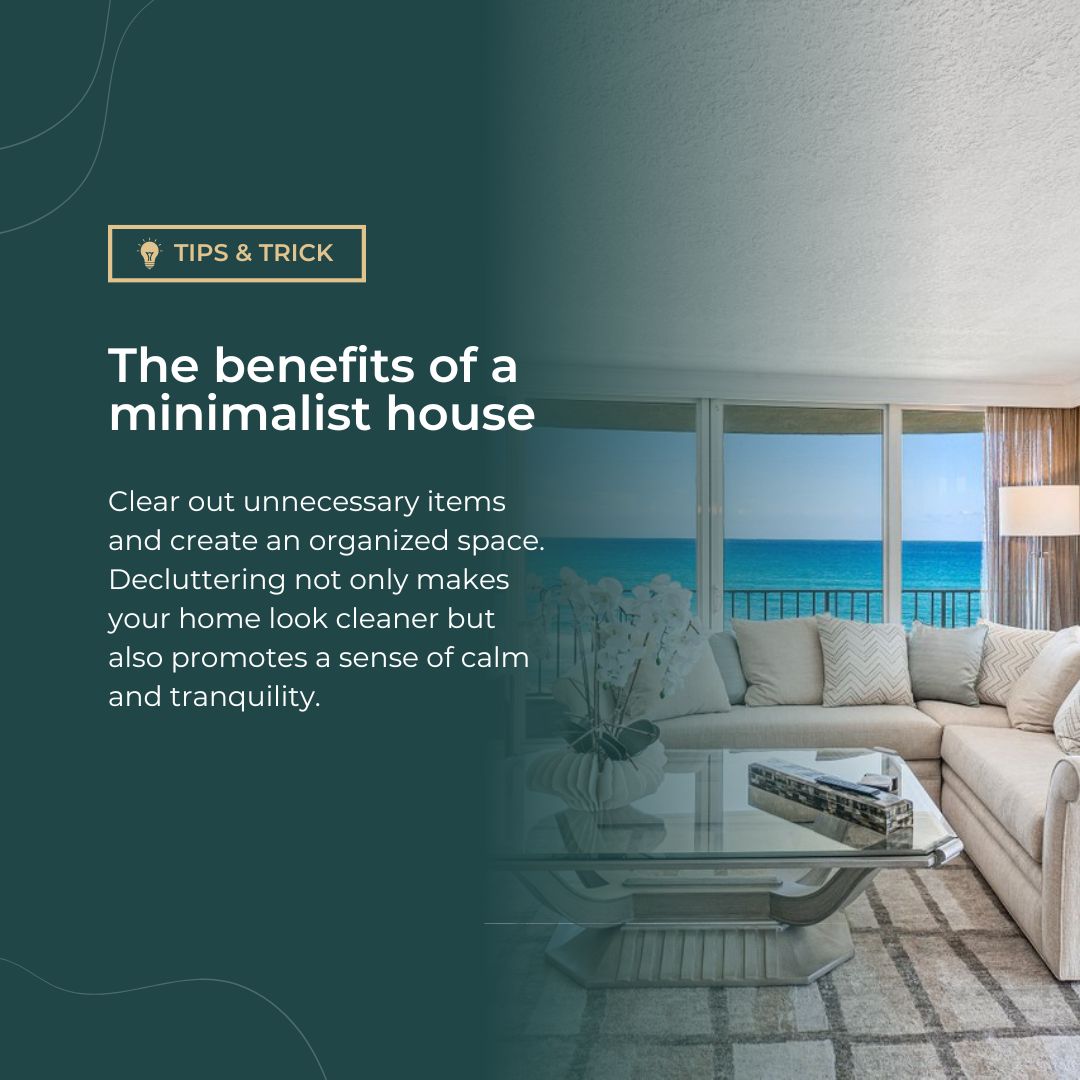 TIPS & TRICK
The benefits of a
minimalist house
Clear out unnecessary items
and create an organized space.
Decluttering not only makes
your home look cleaner but
also promotes a sense of calm
and tranquility.